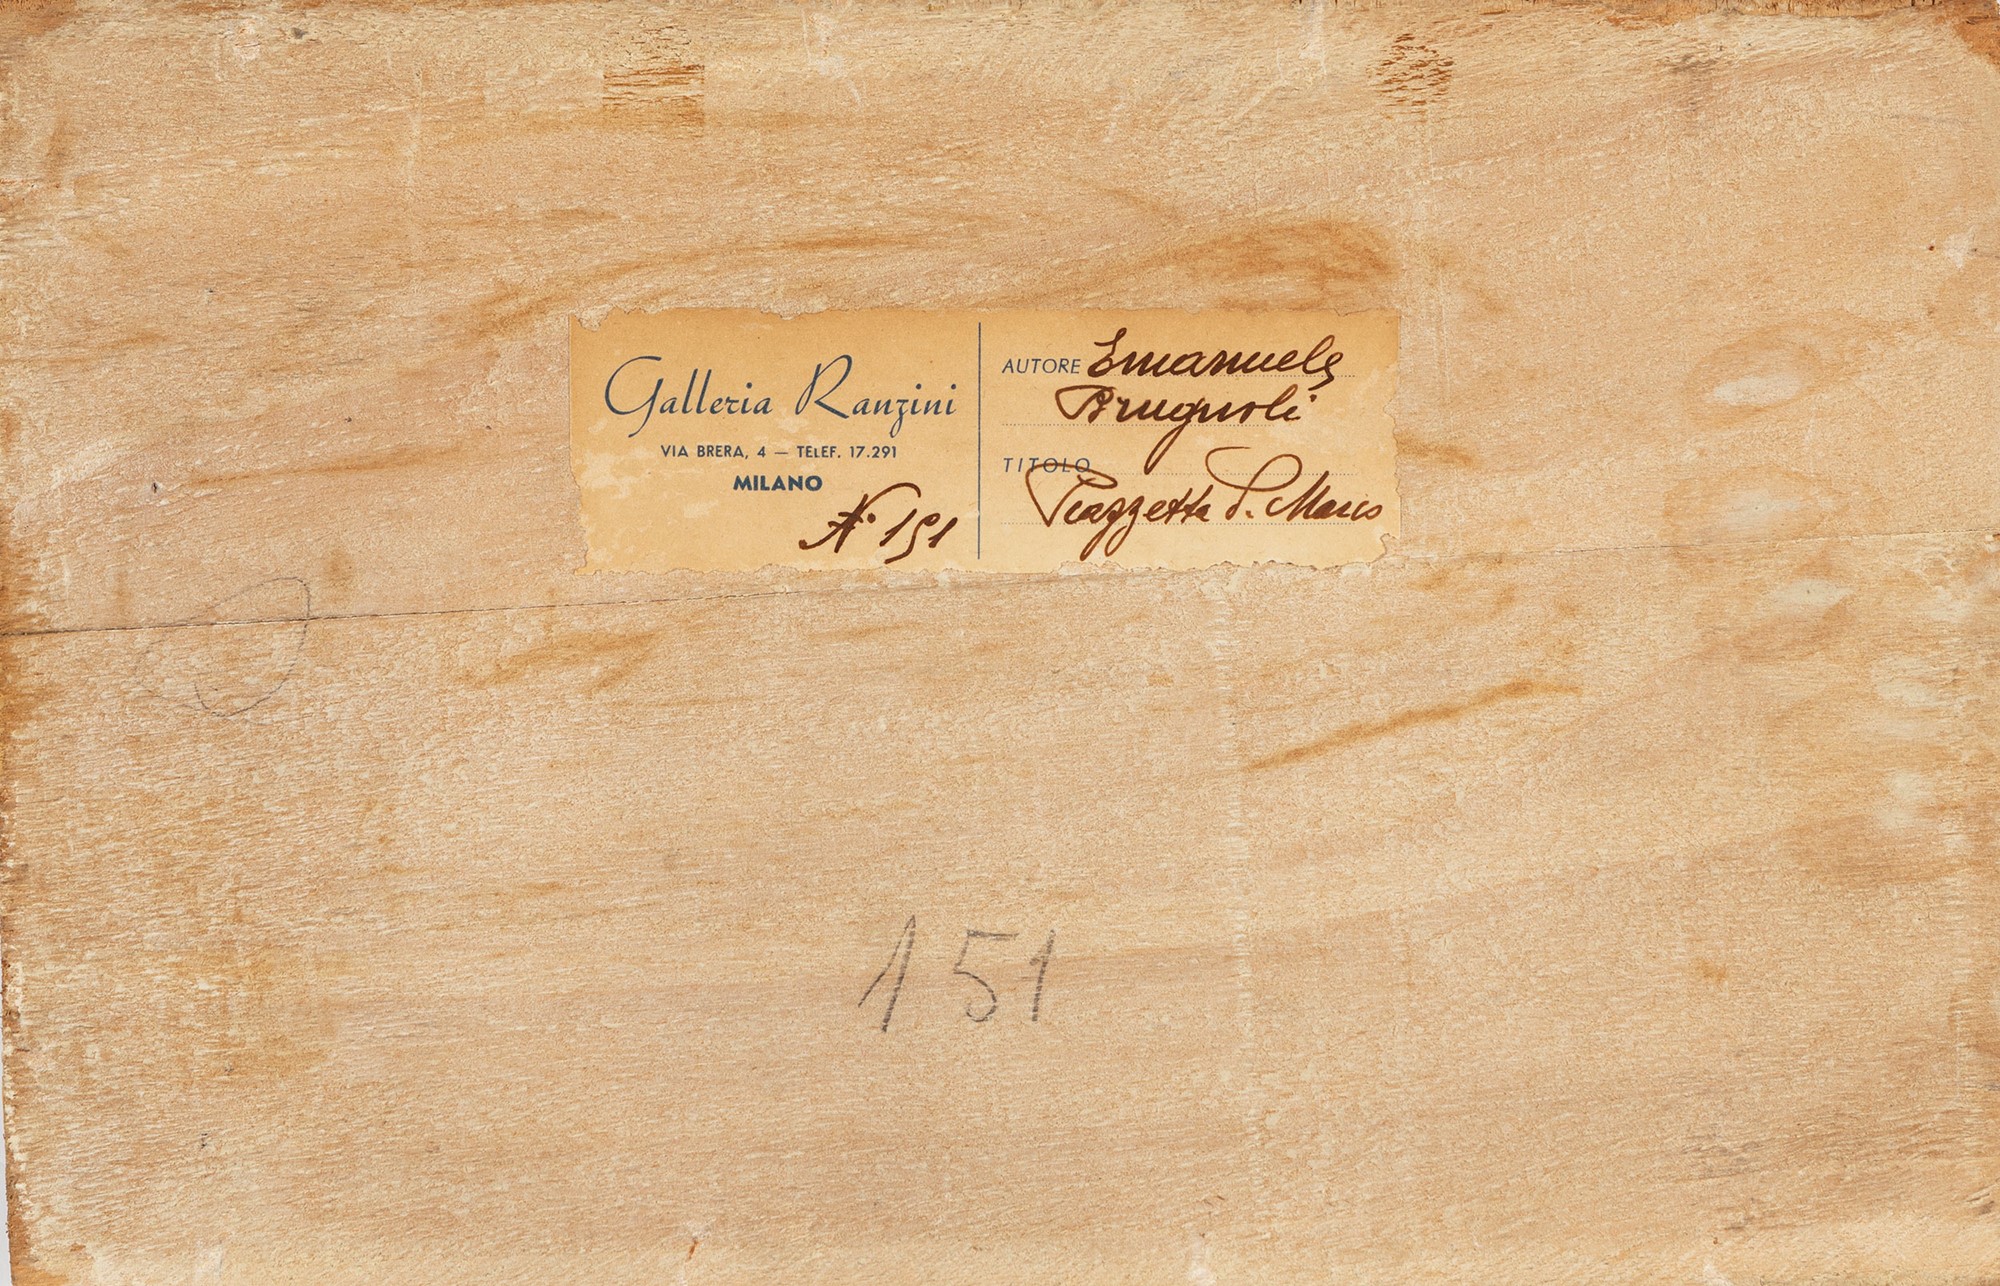 Galleria Ranzini
VIA BRERA, 4 — TELEF. 17.291
MILANO
N.° 151
AUTORE Emanuele
Brugnoli
TITOLO
Piazzetta S. Marco
151